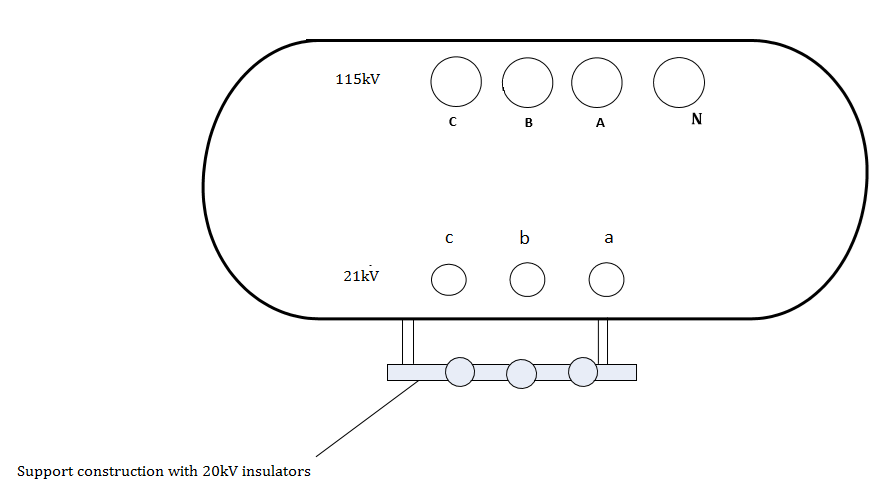 115kV
C B A N
c b a
21kV
Support construction with 20kV insulators